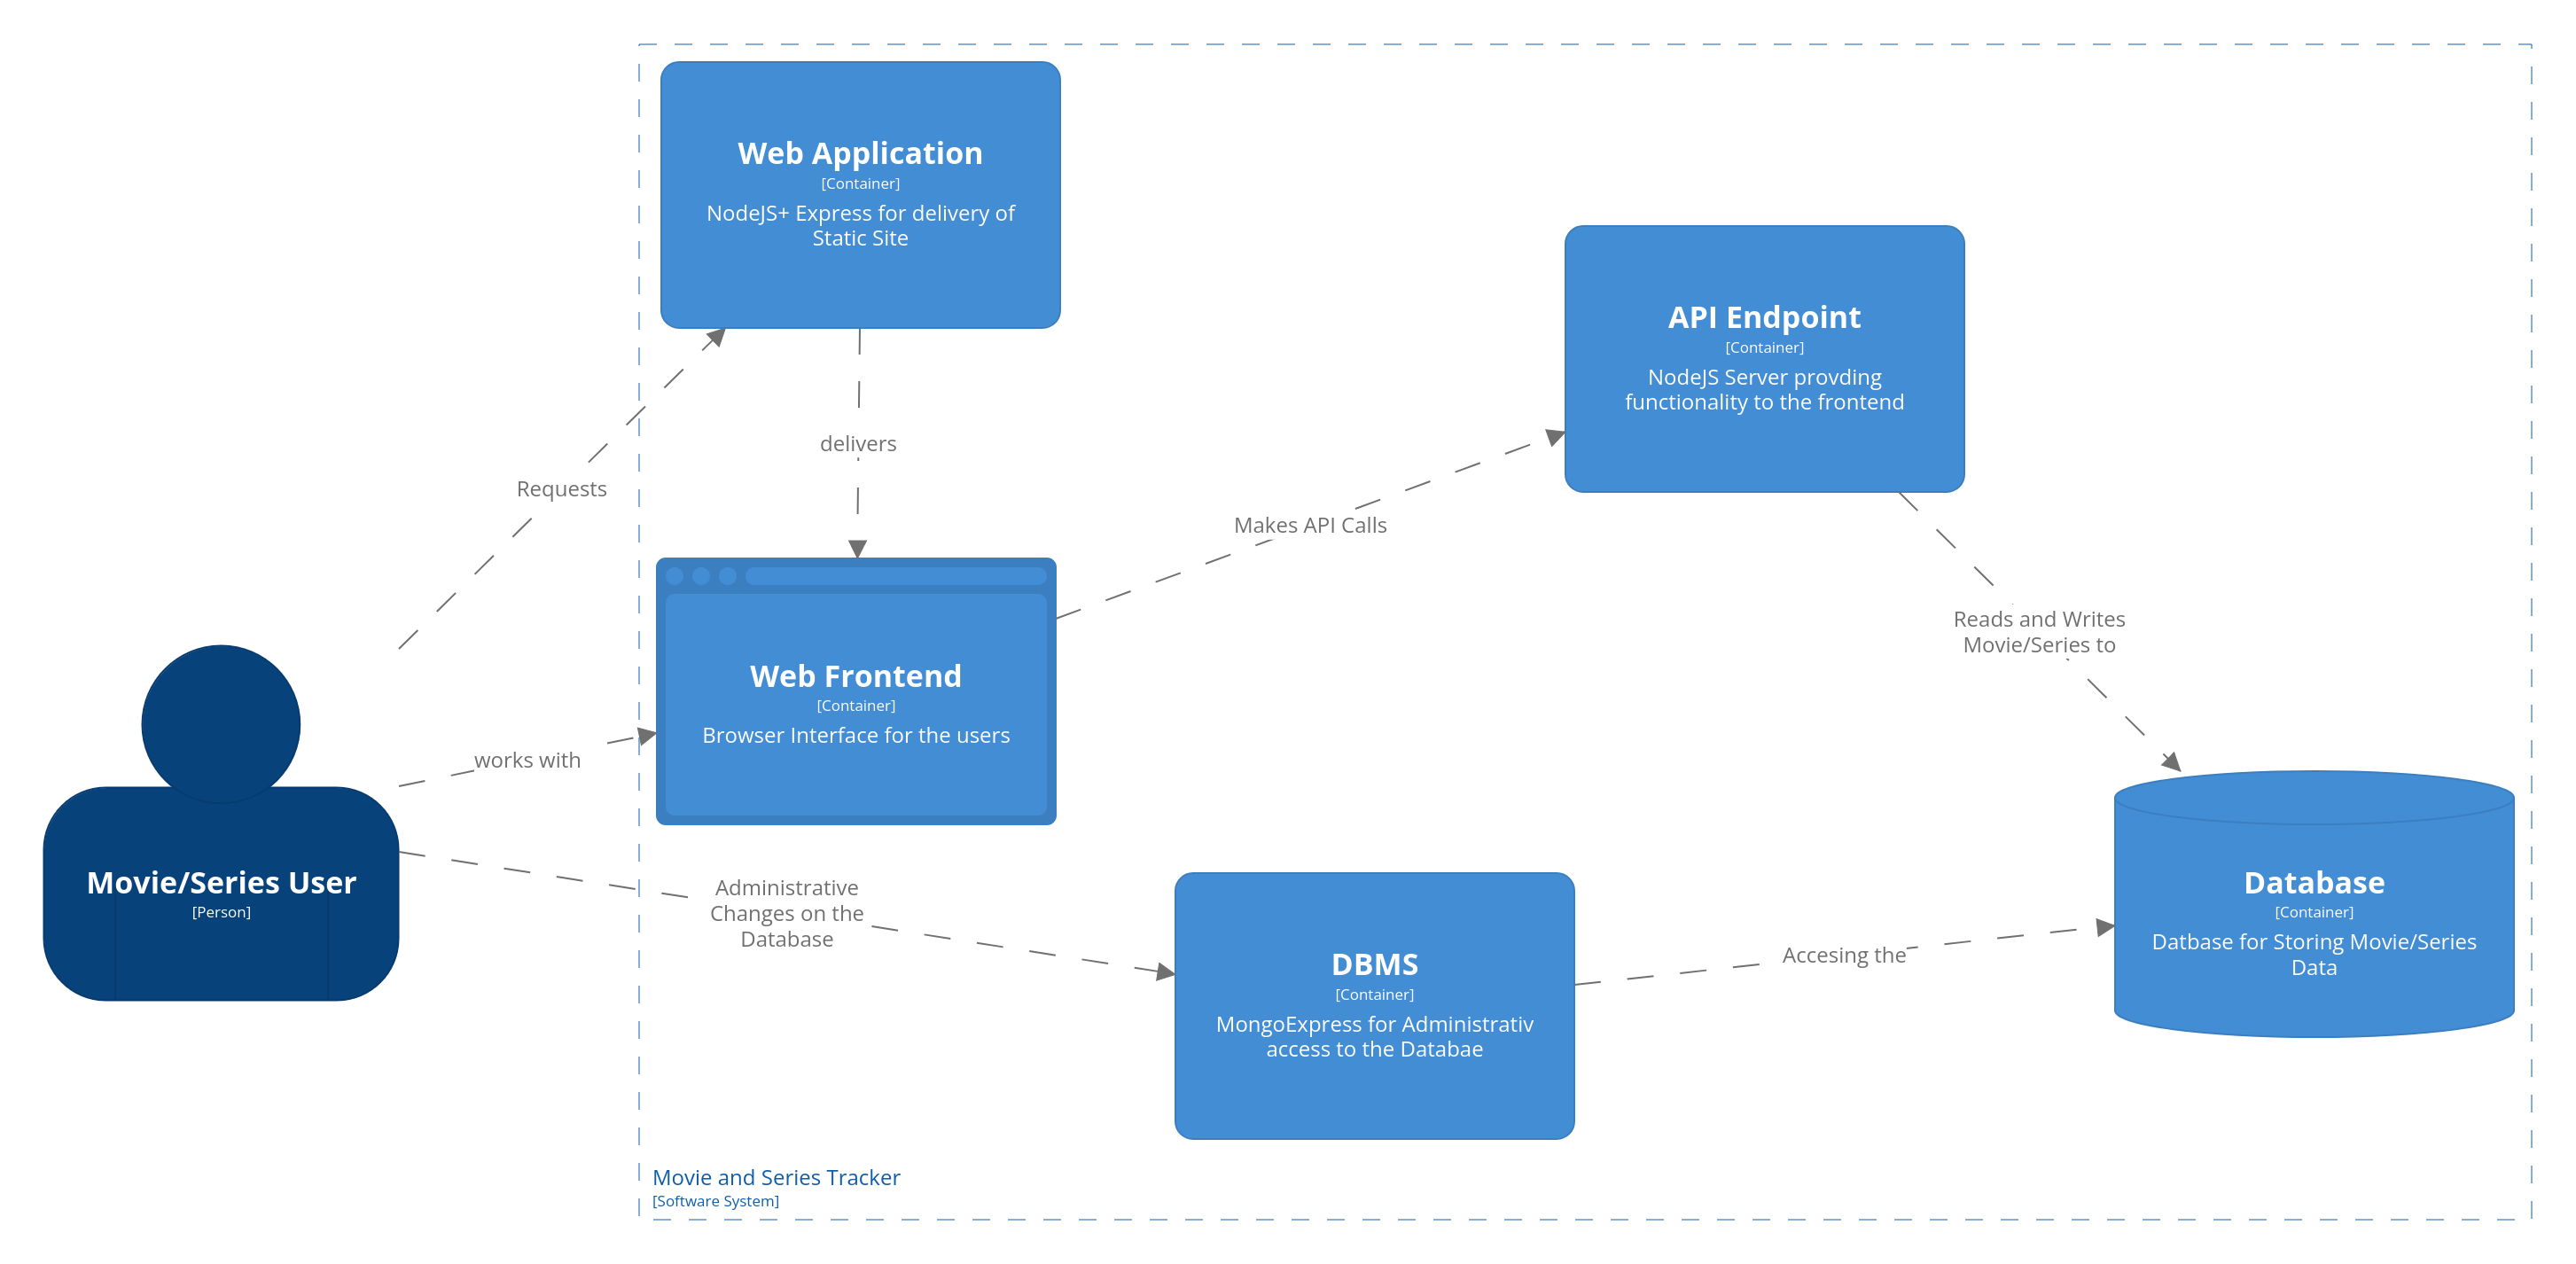 Web Application
[Container]
NodeJS+ Express for delivery of
Static Site
API Endpoint
[Container]
NodeJS Server provding
functionality to the frontend
delivers
Requests
Makes API Calls
Reads and Writes
Movie/Series to
Web Frontend
[Container]
Browser Interface for the users
works with
Movie/Series User
[Person]
Administrative
Changes on the
Database
DBMS
[Container]
MongoExpress for Administrativ
access to the Databae
Accesing the
Database
[Container]
Datbase for Storing Movie/Series
Data
Movie and Series Tracker
[Software System]